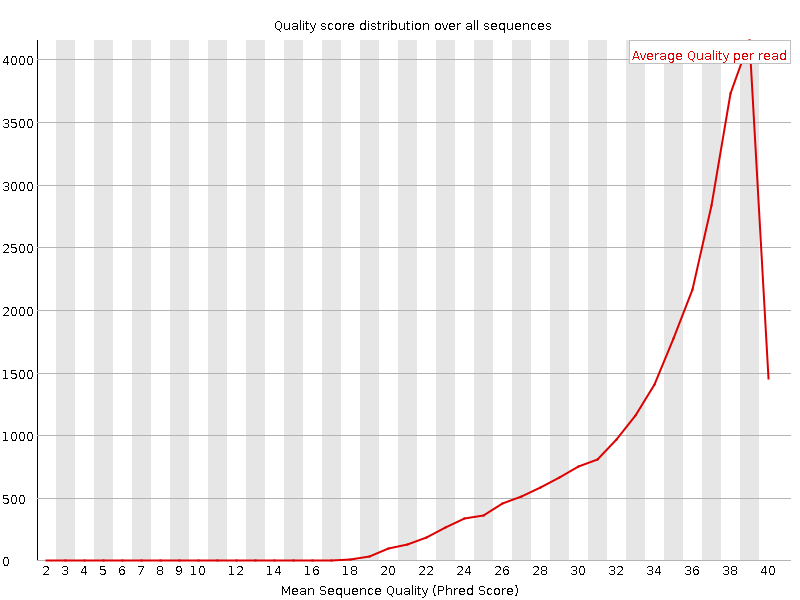 Quality score distribution over all sequences
Average Quality per read
4000
3500
3000
2500
2000
1500
1000
500
0
2 3 4 5 6 7 8 9 10 12 14 16 18 20 22 24 26 28 30 32 34 36 38 40
Mean Sequence Quality (Phred Score)